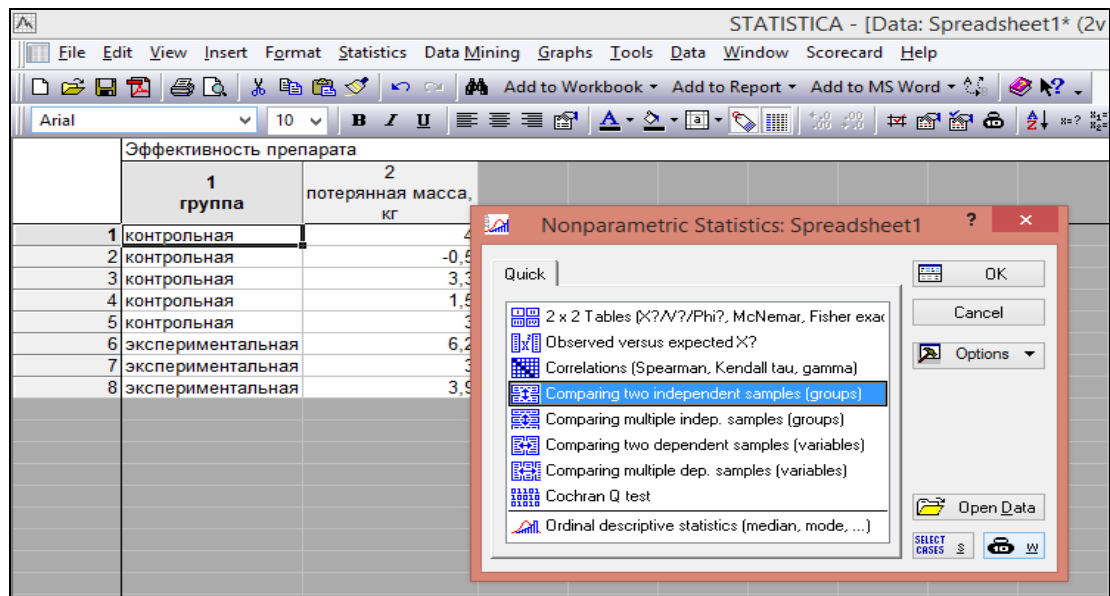 STATISTICA - [Data: Spreadsheet1* (2v
File Edit View Insert Format Statistics Data Mining Graphs Tools Data Window Scorecard Help
Add to Workbook Add to Report Add to MS Word
Arial 10 B I U
Эффективность препарата
1 группа
2 потерянная масса, кг
1 контрольная 4
2 контрольная -0,5
3 контрольная 3,3
4 контрольная 1,5
5 контрольная 3
6 экспериментальная 6,2
7 экспериментальная 3
8 экспериментальная 3,9
Nonparametric Statistics: Spreadsheet1 ? ×
Quick
OK
Cancel
Options
2 x 2 Tables (X?/V?/Phi?, McNemar, Fisher exac
Observed versus expected X?
Correlations (Spearman, Kendall tau, gamma)
Comparing two independent samples (groups)
Comparing multiple indep. samples (groups)
Comparing two dependent samples (variables)
Comparing multiple dep. samples (variables)
Cochran Q test
Ordinal descriptive statistics (median, mode, ...)
Open Data
SELECT CASES S W